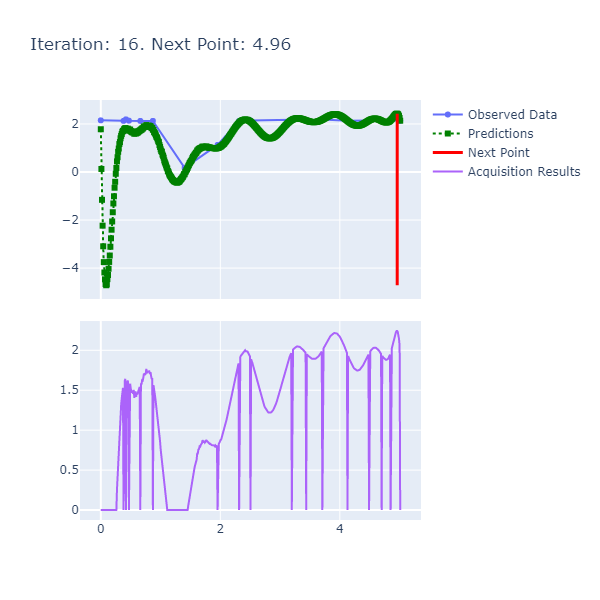 Iteration: 16. Next Point: 4.96
Observed Data
Predictions
Next Point
Acquisition Results
2
0
−2
−4
2
1.5
1
0.5
0
0
2
4